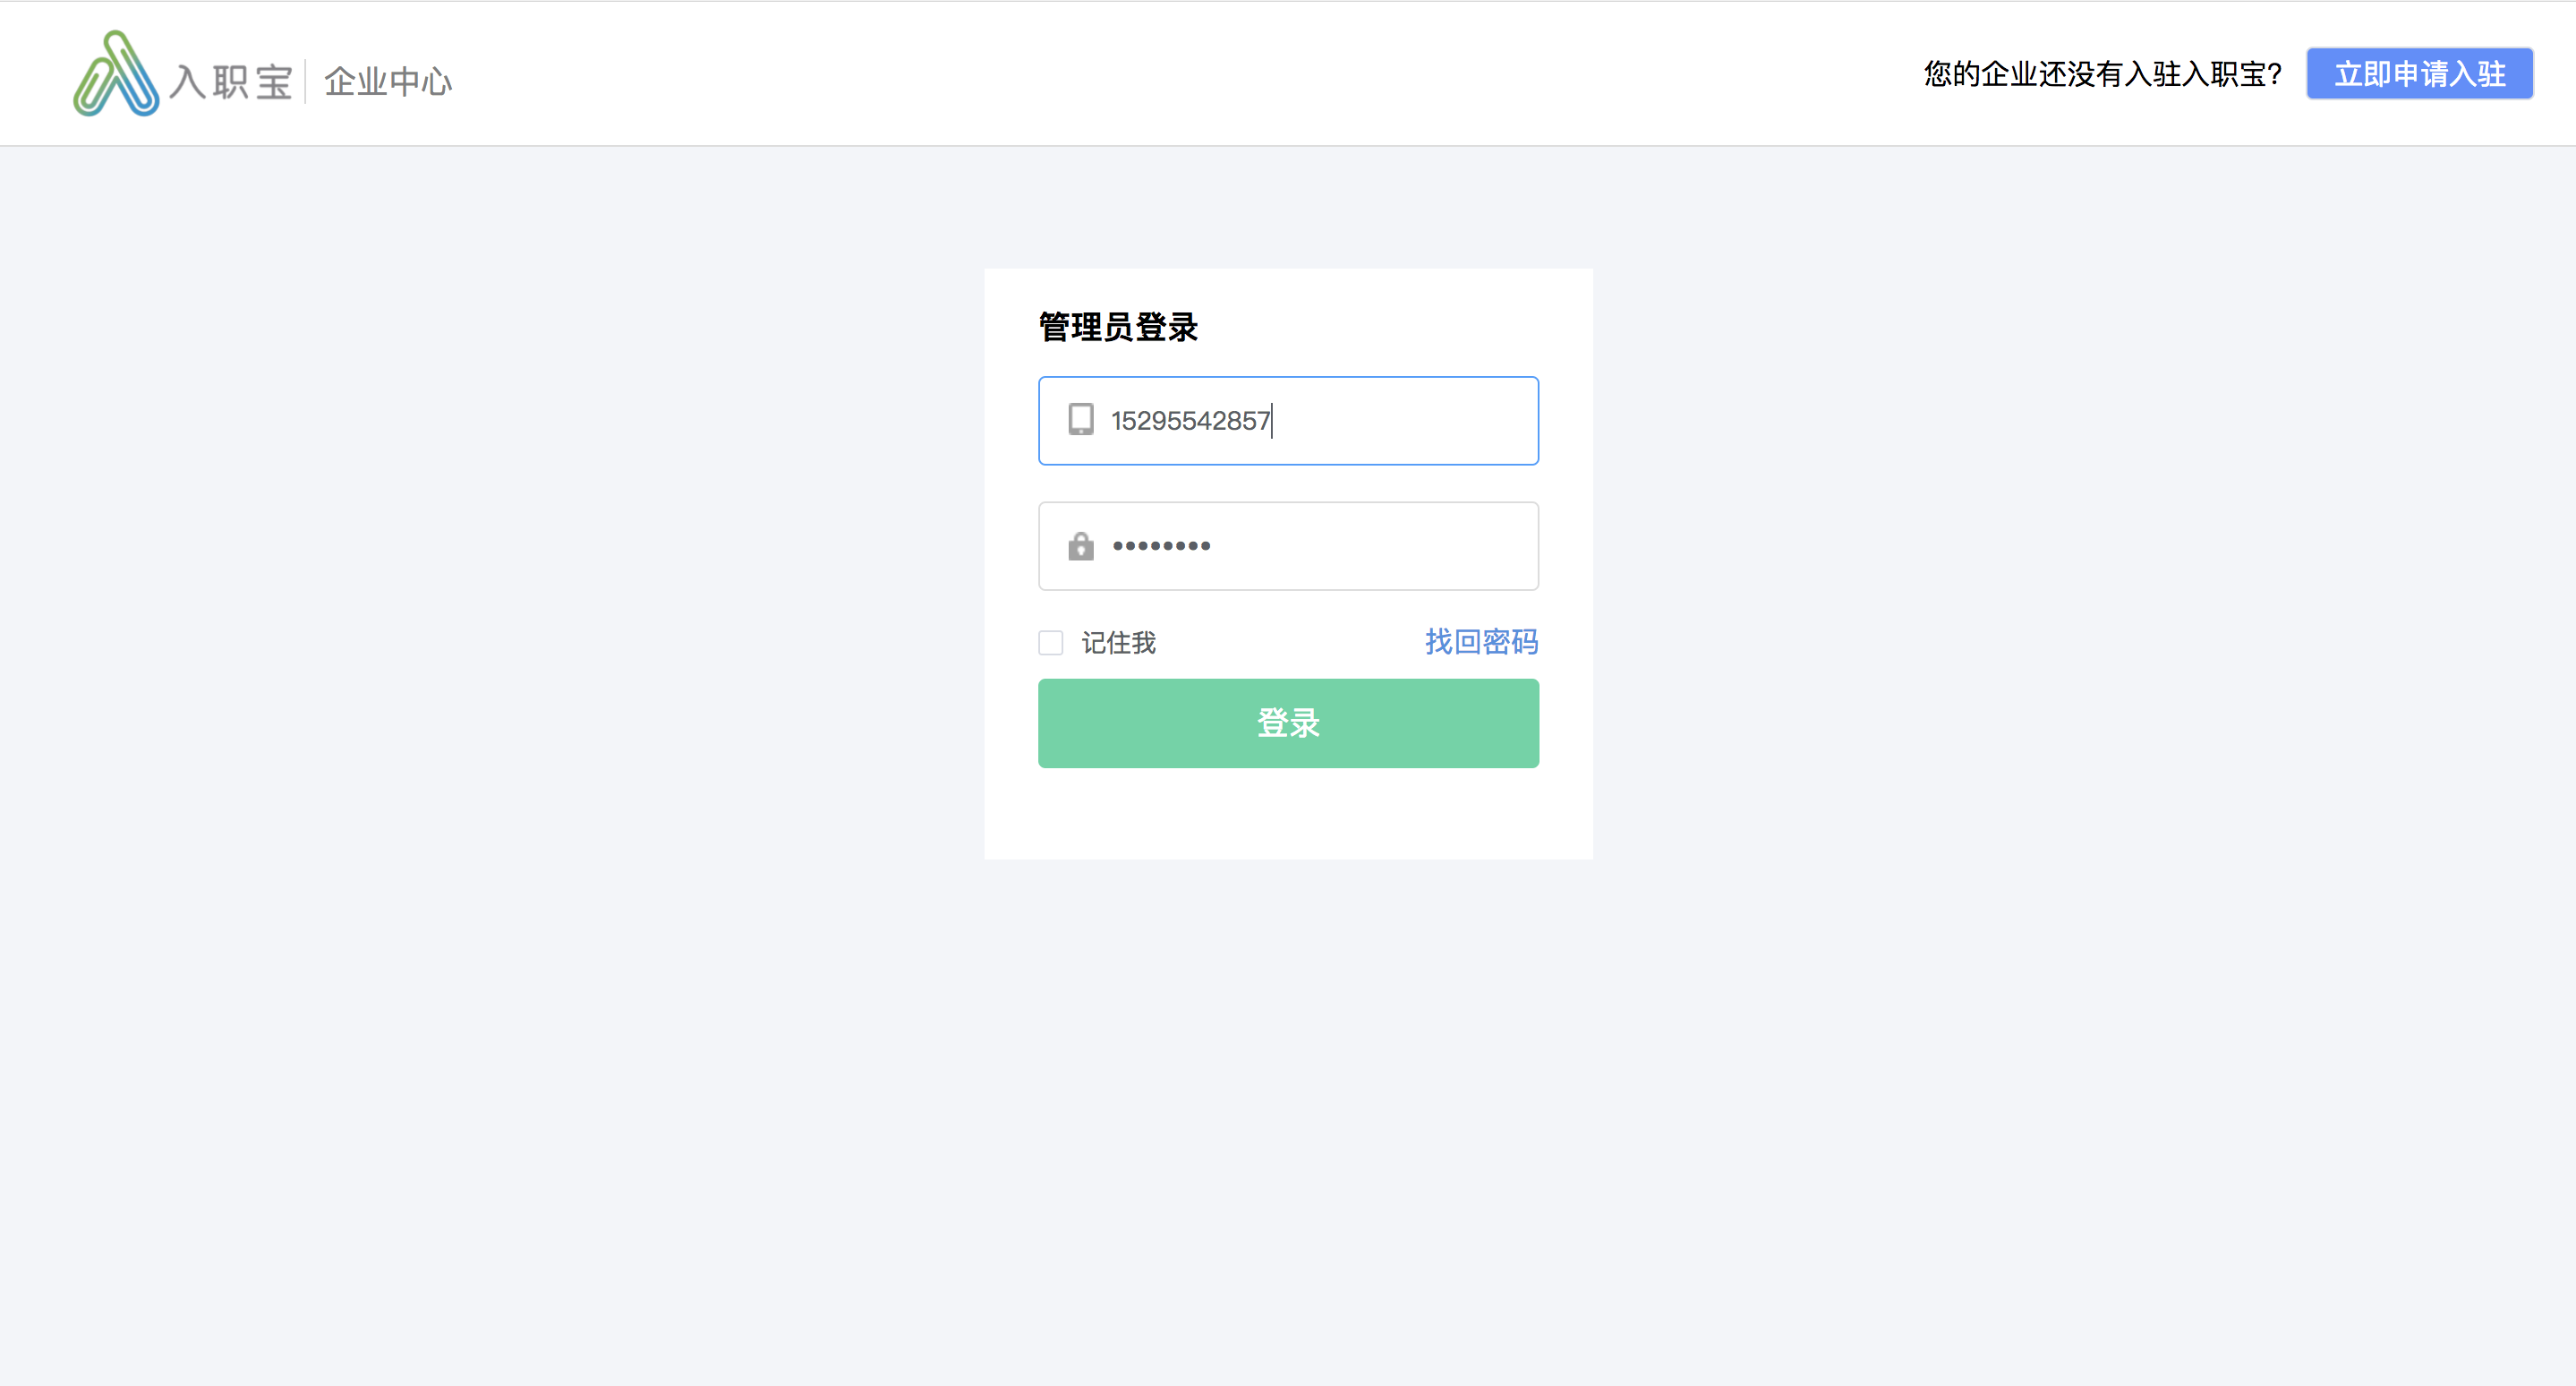 入职宝 企业中心
您的企业还没有入驻入职宝? 立即申请入驻
管理员登录
15295542857
••••••••
记住我 找回密码
登录